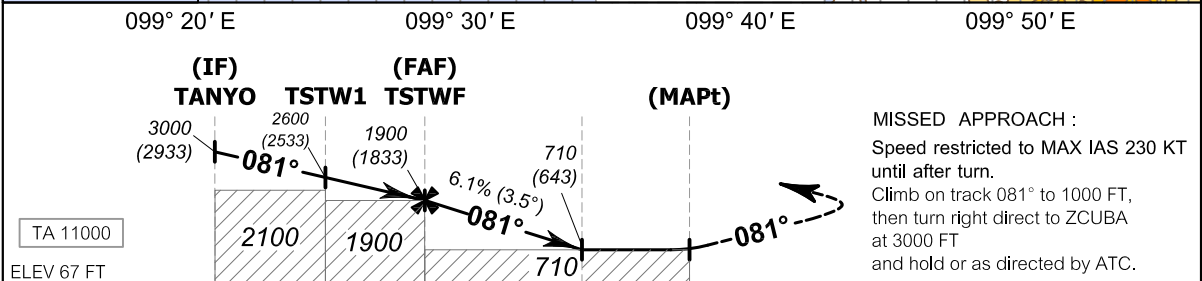 099° 20' E 099° 30' E 099° 40' E 099° 50' E
(IF)
TANYO
TSTW1
(FAF)
TSTWF
(MAPt)
3000
(2933)
2600
(2533)
1900
(1833)
710
(643)
081°
6.1% (3.5°)
081°
081°
2100
1900
710
TA 11000
ELEV 67 FT
MISSED APPROACH :
Speed restricted to MAX IAS 230 KT
until after turn.
Climb on track 081° to 1000 FT,
then turn right direct to ZCUBA
at 3000 FT
and hold or as directed by ATC.